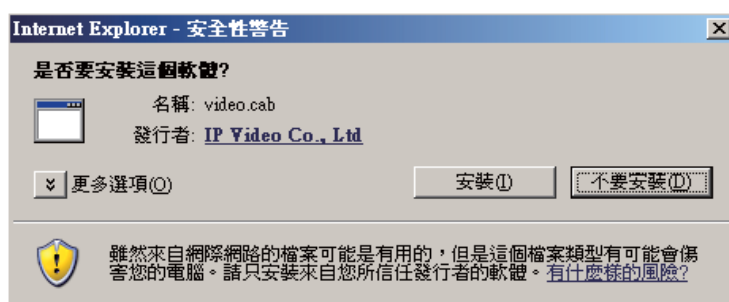 Internet Explorer - 安全性警告
是否要安裝這個軟體?
名稱: video.cab
發行者: IP Video Co., Ltd
更多選項(O)
安裝(I)
不要安裝(D)
雖然來自網際網路的檔案可能是有用的，但是這個檔案類型有可能會傷
害您的電腦。請只安裝來自您所信任發行者的軟體。有什麼樣的風險?